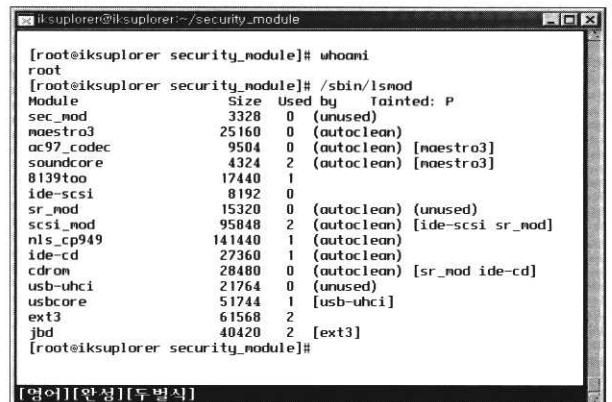 iksuplorer@iksuplorer:~/security_module
[root@iksuplorer security_module]# whoami
root
[root@iksuplorer security_module]# /sbin/lsmod
Module Size Used by Tainted: P
sec_mod 3328 0 (unused)
maestro3 25160 0 (autoclean)
ac97_codec 9504 0 (autoclean) [maestro3]
soundcore 4324 2 (autoclean) [maestro3]
8139too 17440 1
ide-scsi 8192 0
sr_mod 15320 0 (autoclean) (unused)
scsi_mod 95848 2 (autoclean) [ide-scsi sr_mod]
nls_cp949 141440 1 (autoclean)
ide-cd 27360 1 (autoclean)
cdrom 28480 0 (autoclean) [sr_mod ide-cd]
usb-uhci 21764 0 (unused)
usbcore 51744 1 [usb-uhci]
ext3 61568 2
jbd 40420 2 [ext3]
[root@iksuplorer security_module]#
[영어][완성][두벌식]